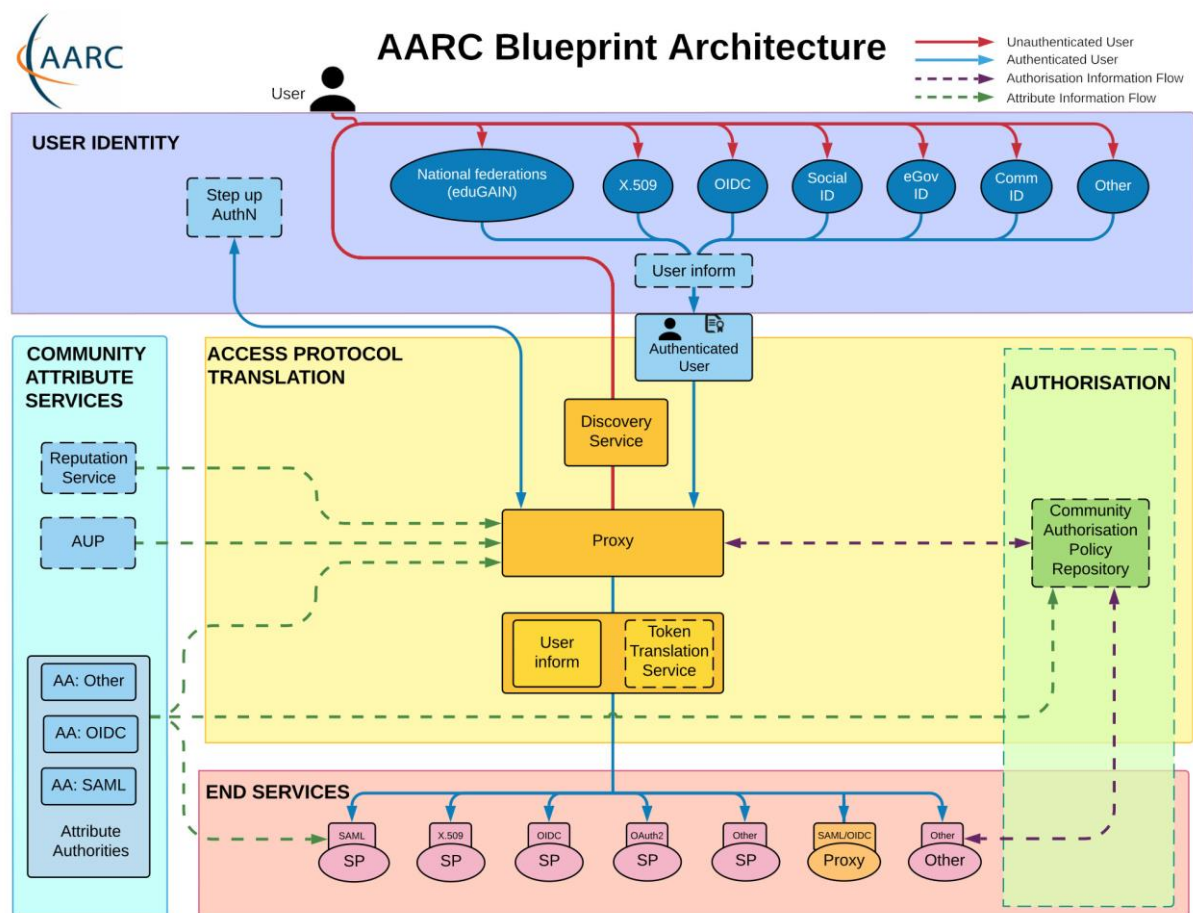 AARC
AARC Blueprint Architecture
Unauthenticated User
Authenticated User
Authorisation Information Flow
Attribute Information Flow
User
USER IDENTITY
National federations
(eduGAIN)
X.509
OIDC
Social
ID
eGov
ID
Comm
ID
Other
Step up
AuthN
User inform
Authenticated
User
COMMUNITY
ATTRIBUTE
SERVICES
ACCESS PROTOCOL
TRANSLATION
AUTHORISATION
Discovery
Service
Reputation
Service
AUP
Proxy
Community
Authorisation
Policy
Repository
User
inform
Token
Translation
Service
AA: Other
AA: OIDC
AA: SAML
Attribute
Authorities
END SERVICES
SAML
SP
X.509
SP
OIDC
SP
OAuth2
SP
Other
SP
SAML/OIDC
Proxy
Other
Other